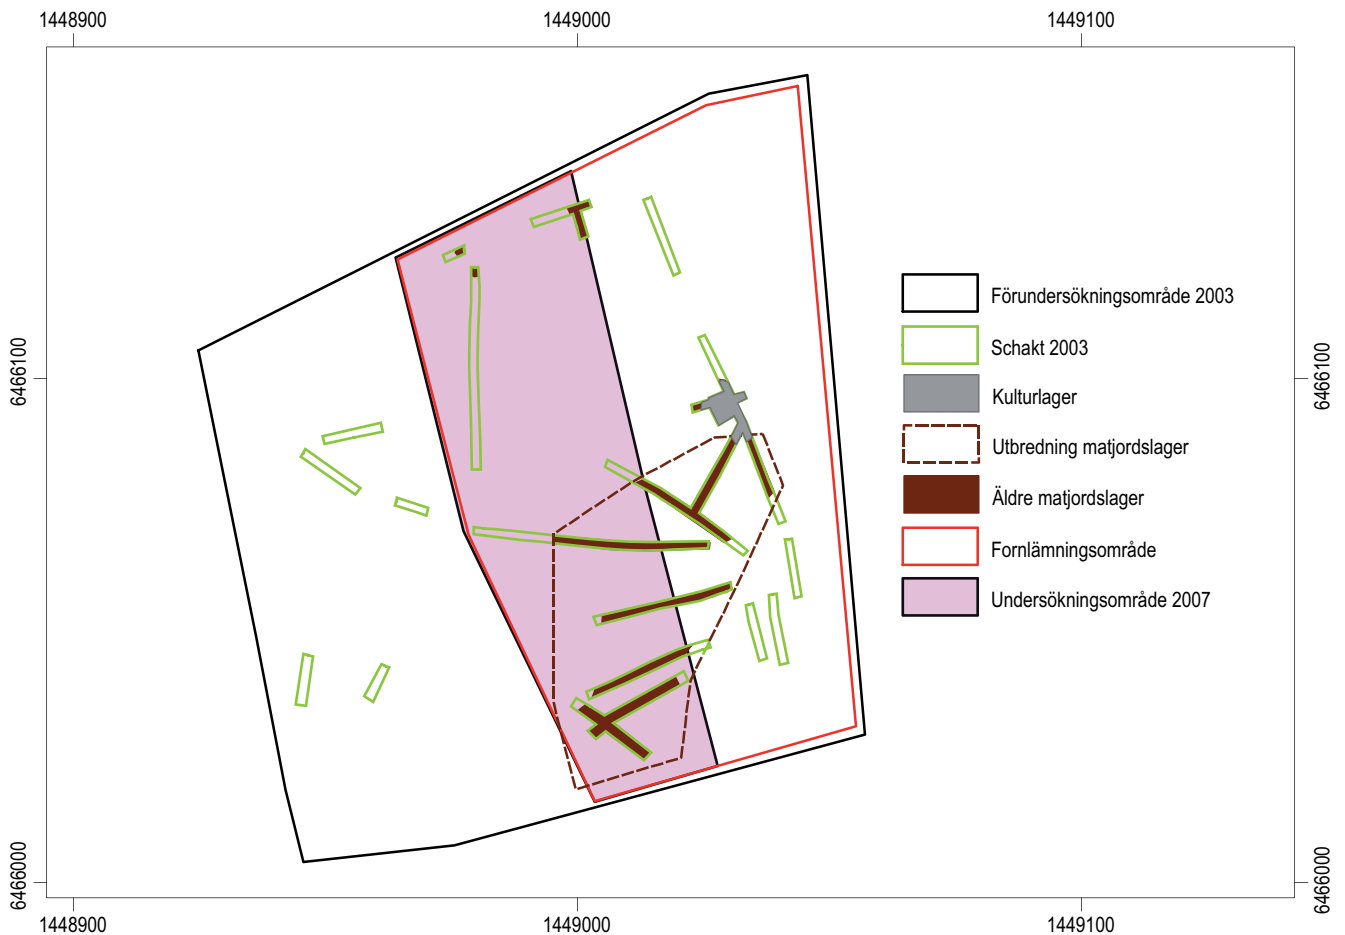 1448900 1449000 1449100
6466100 6466100
Förundersökningsområde 2003
Schakt 2003
Kulturlager
Utbredning matjordslager
Äldre matjordslager
Fornlämningsområde
Undersökningsområde 2007
6466000 6466000
1448900 1449000 1449100